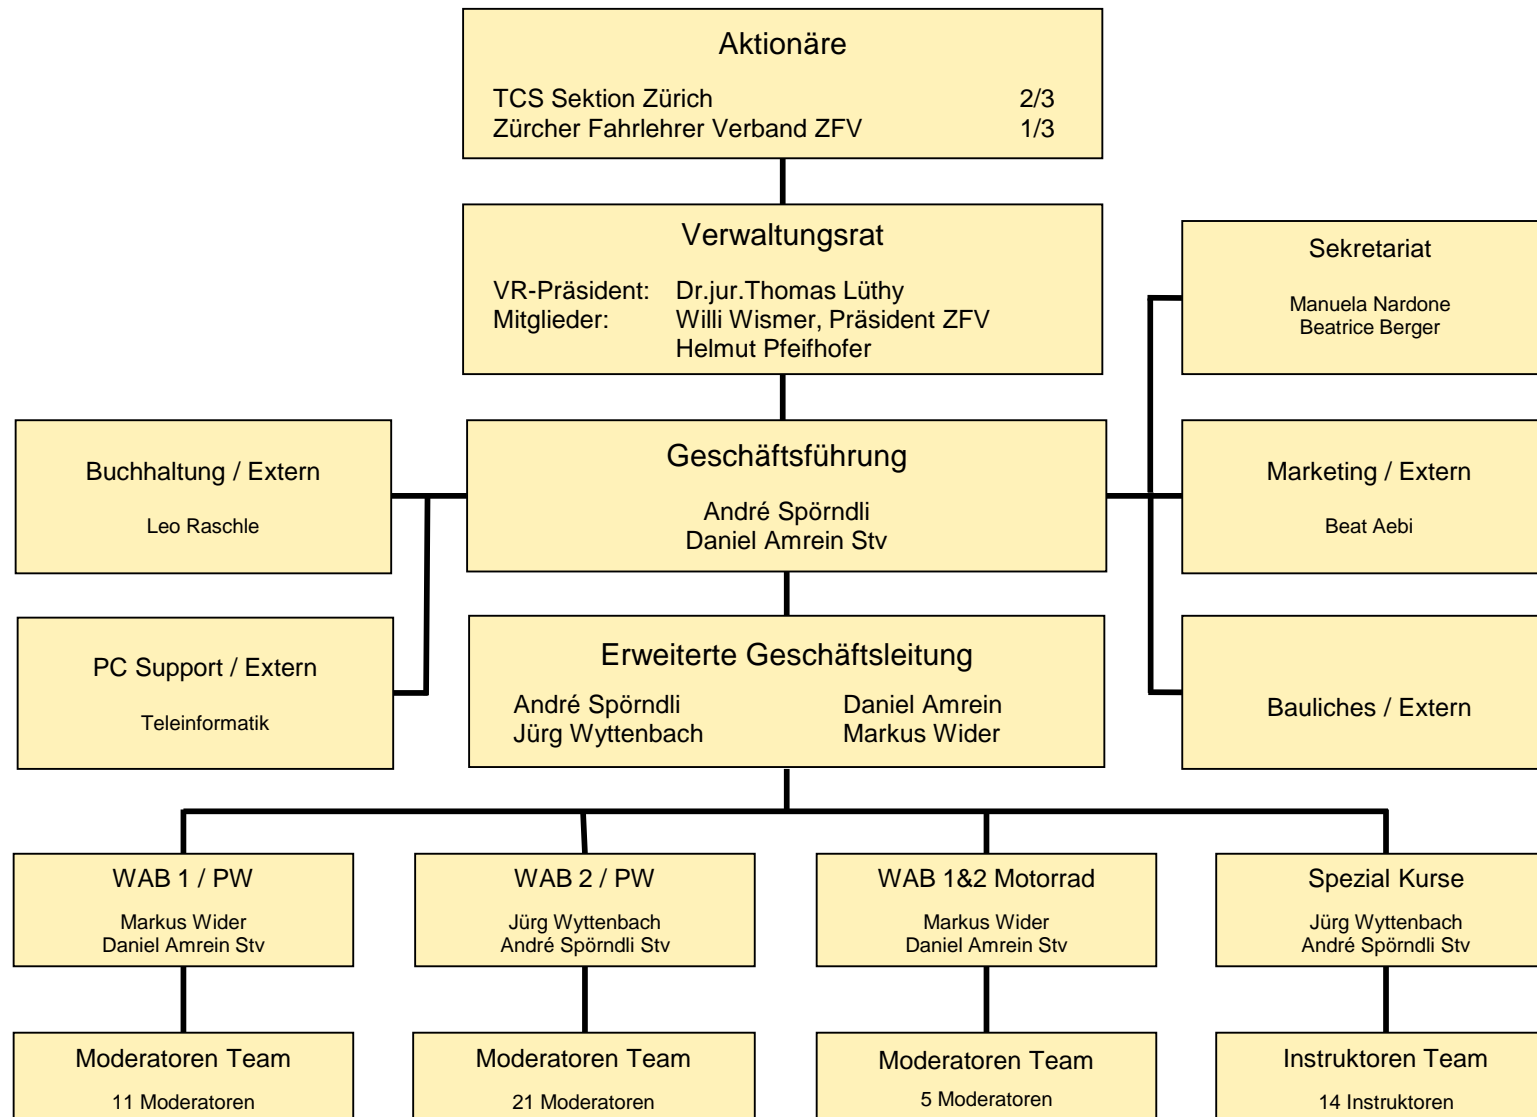 Aktionäre
TCS Sektion Zürich 2/3
Zürcher Fahrlehrer Verband ZFV 1/3
Verwaltungsrat
VR-Präsident: Dr.jur.Thomas Lüthy
Mitglieder: Willi Wismer, Präsident ZFV
Helmut Pfeifhofer
Sekretariat
Manuela Nardone
Beatrice Berger
Buchhaltung / Extern
Leo Raschle
Geschäftsführung
André Spörndli
Daniel Amrein Stv
Marketing / Extern
Beat Aebi
PC Support / Extern
Teleinformatik
Erweiterte Geschäftsleitung
André Spörndli Daniel Amrein
Jürg Wyttenbach Markus Wider
Bauliches / Extern
WAB 1 / PW
Markus Wider
Daniel Amrein Stv
WAB 2 / PW
Jürg Wyttenbach
André Spörndli Stv
WAB 1&2 Motorrad
Markus Wider
Daniel Amrein Stv
Spezial Kurse
Jürg Wyttenbach
André Spörndli Stv
Moderatoren Team
11 Moderatoren
Moderatoren Team
21 Moderatoren
Moderatoren Team
5 Moderatoren
Instruktoren Team
14 Instruktoren